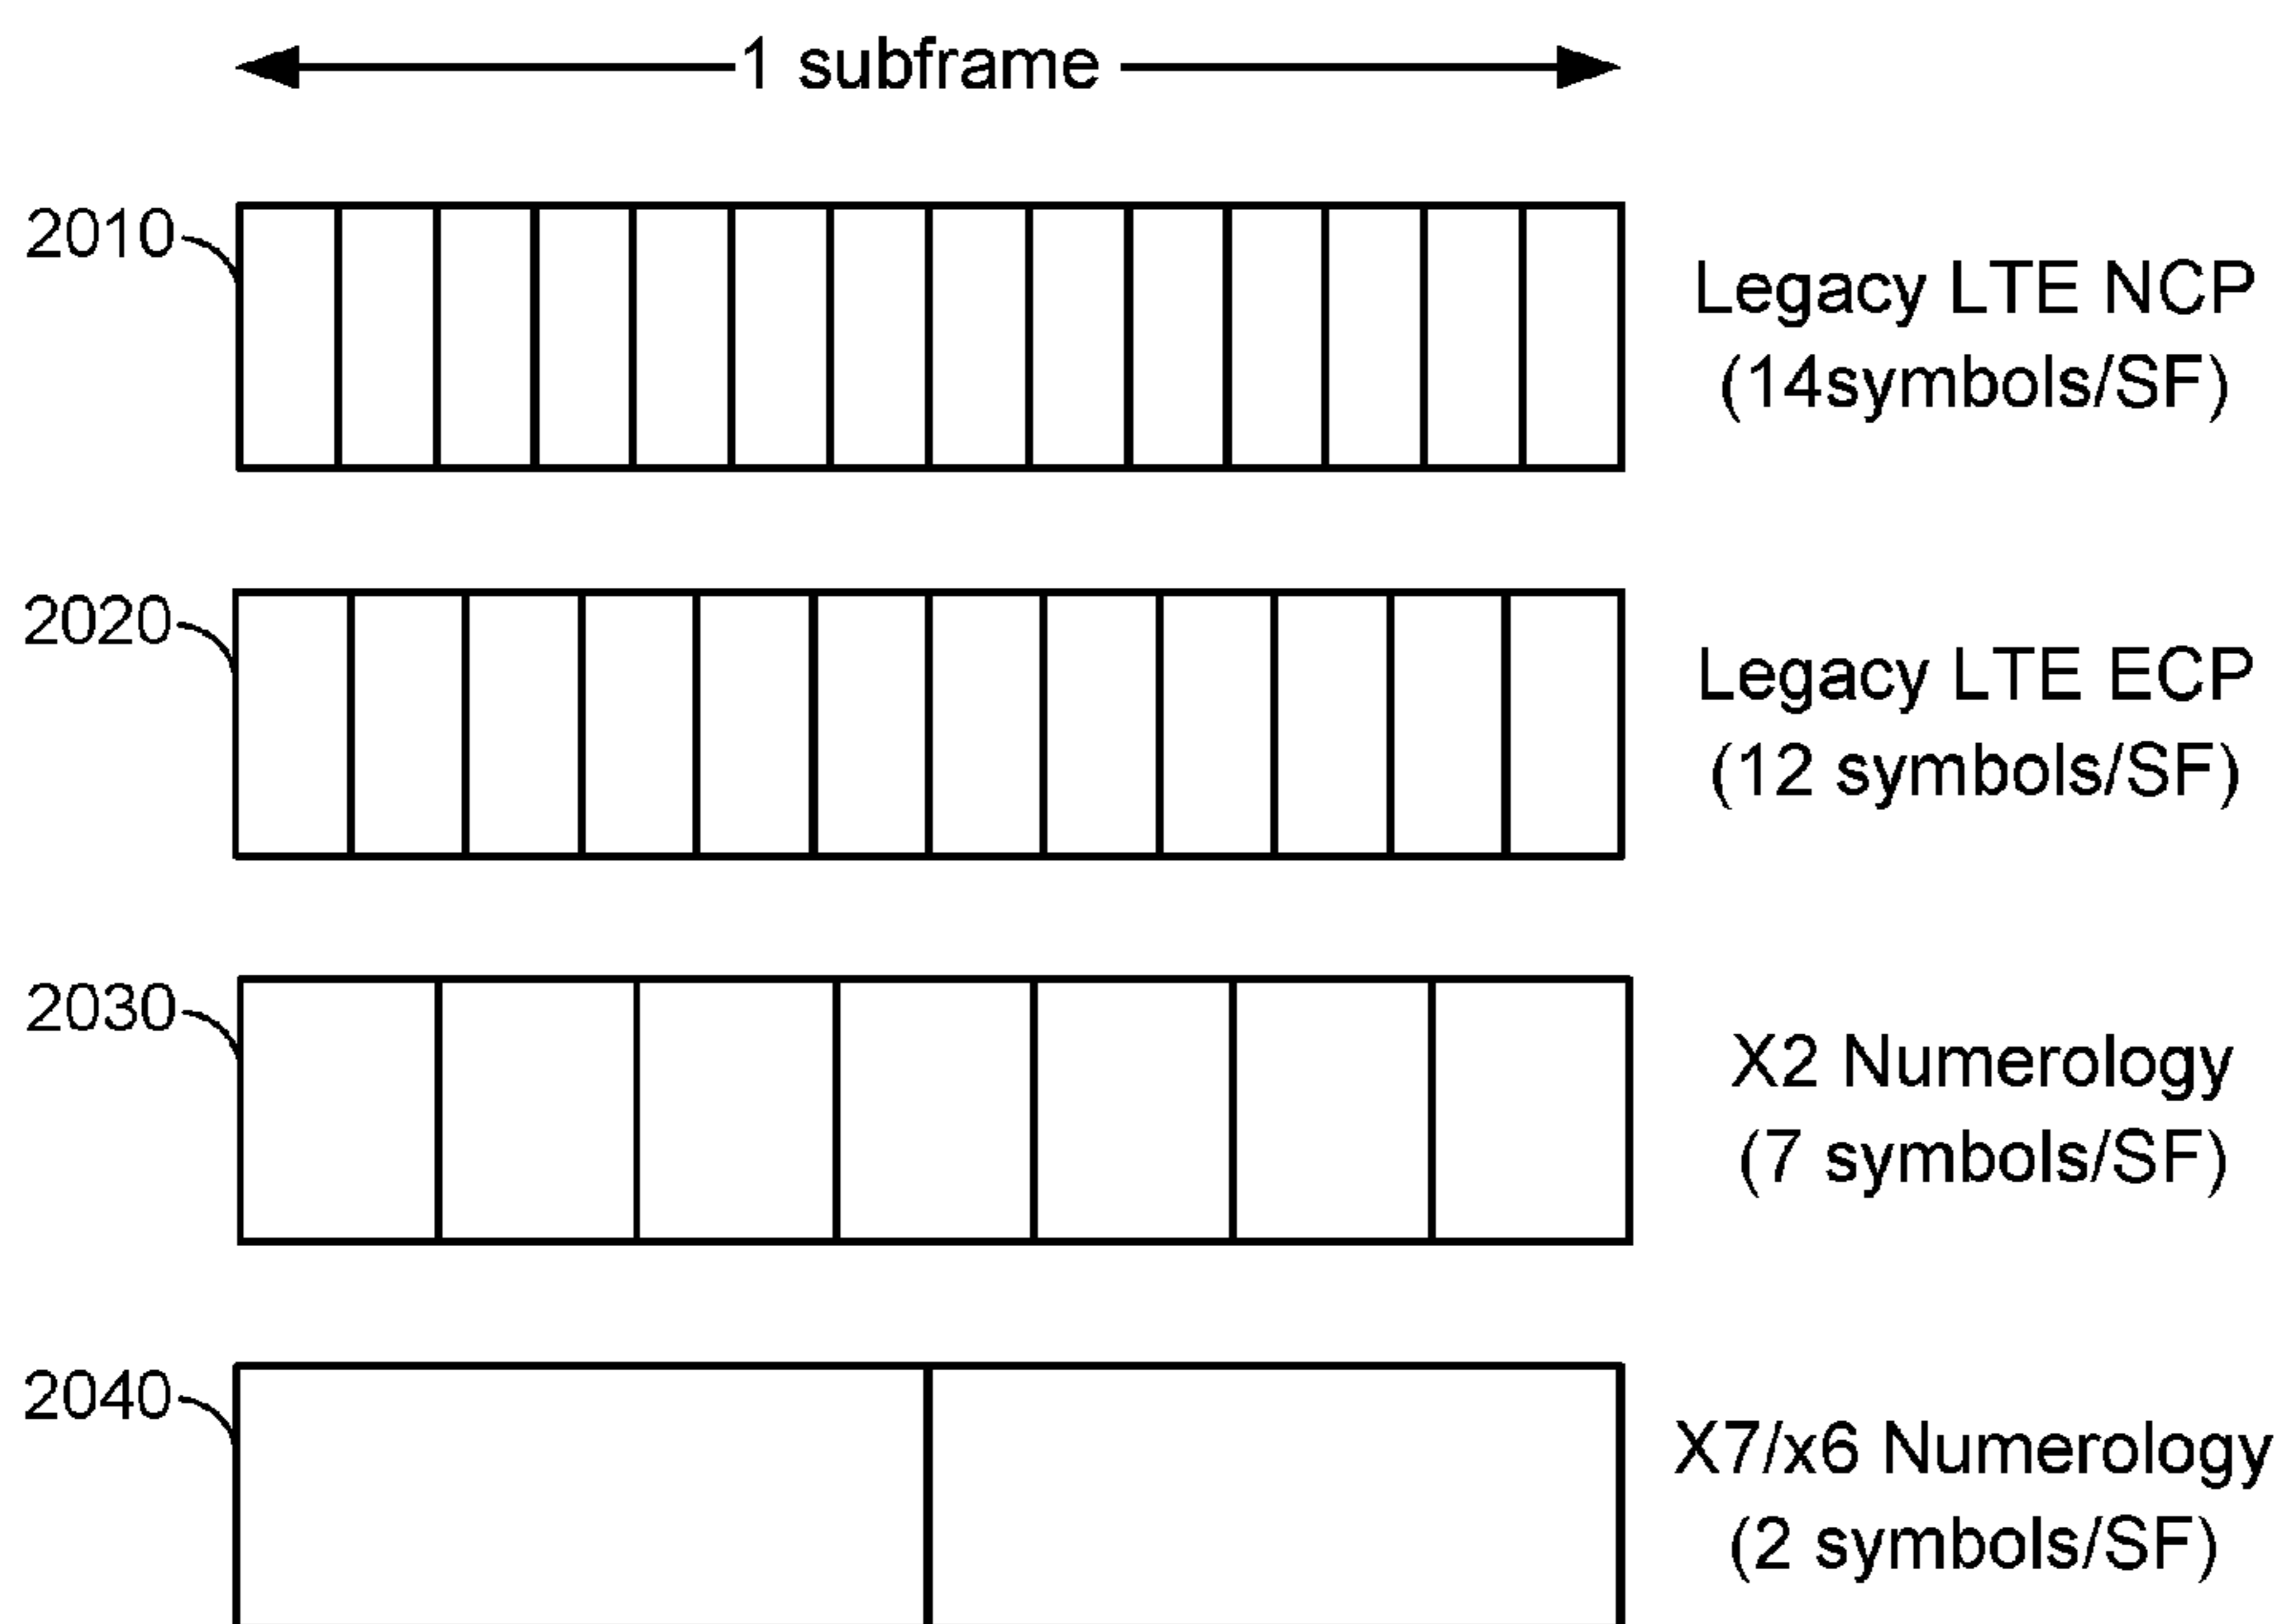 1 subframe
2010
Legacy LTE NCP
(14symbols/SF)
2020
Legacy LTE ECP
(12 symbols/SF)
2030
X2 Numerology
(7 symbols/SF)
2040
X7/x6 Numerology
(2 symbols/SF)